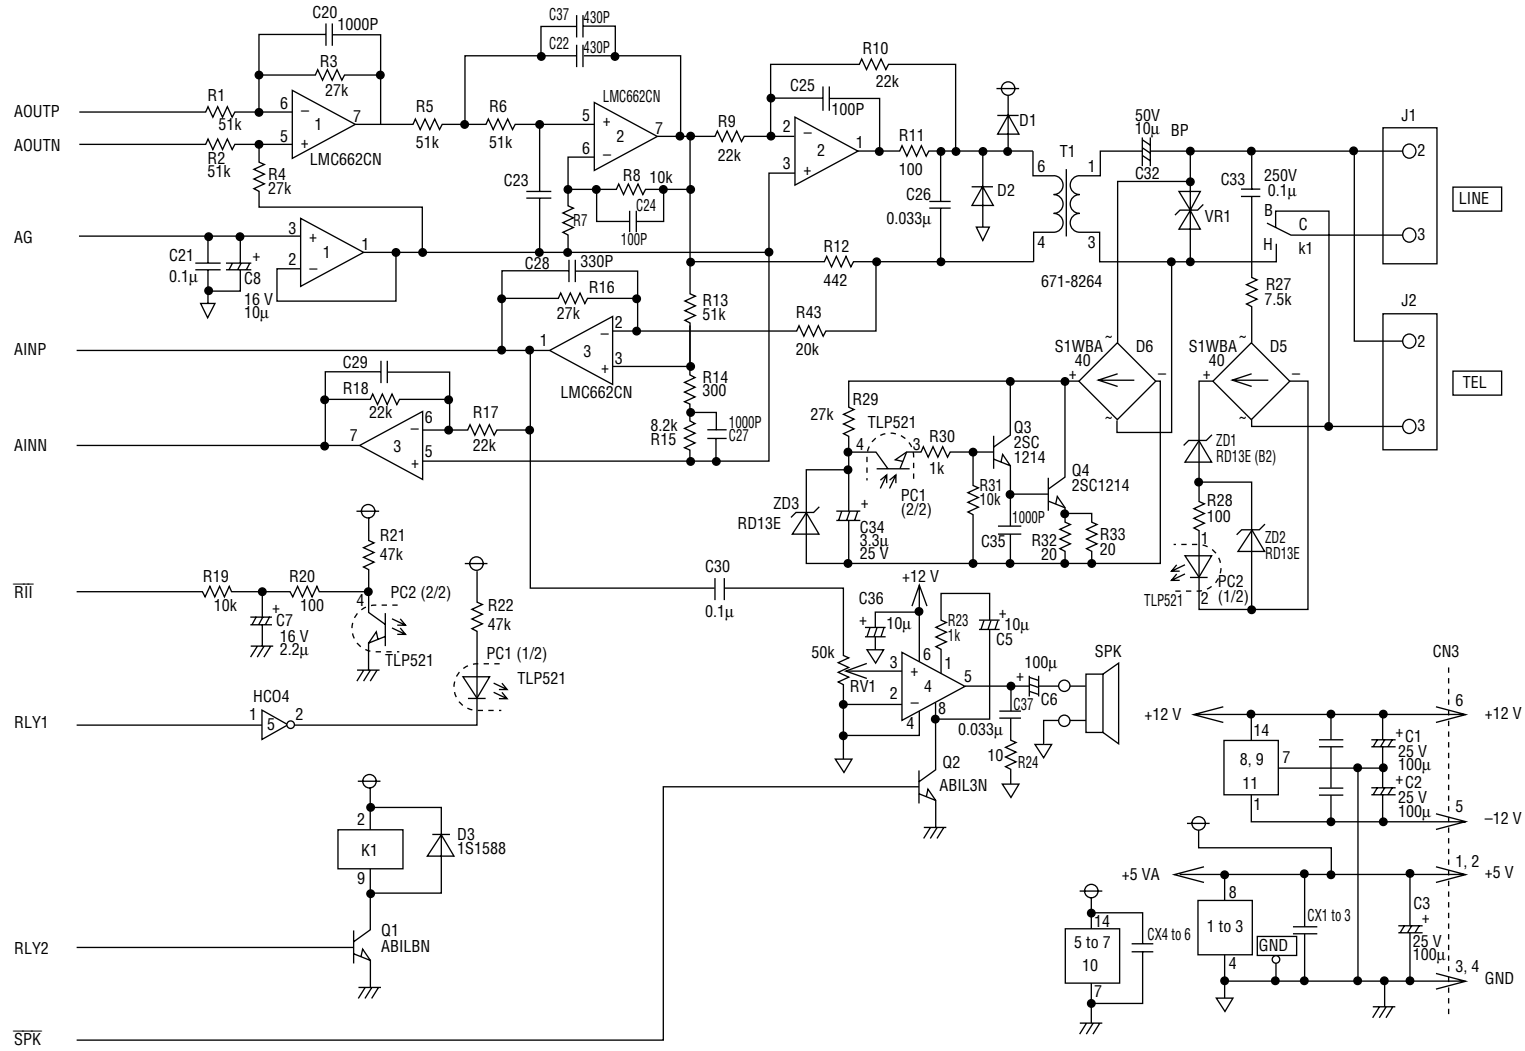 C20
1000P
R3
27k
AOUTP
R1
51k
6
−
1
7
AOUTN
5
+
R2
51k
LMC662CN
R4
27k
R5
51k
C37
430P
C22
430P
R6
51k
LMC662CN
5
+
2
7
6
−
C23
R8
10k
C24
100P
R7
R9
22k
R10
22k
C25
100P
2
−
2
1
3
+
R11
100
C26
0.033µ
D1
D2
T1
6
1
4
3
671-8264
50V
10µ
BP
C32
VR1
C33
250V
0.1µ
B
C
H
k1
J1
2
3
LINE
J2
2
3
TEL
AG
C21
0.1µ
+
C8
16 V
10µ
3
+
1
1
2
−
C28
330P
R16
27k
R12
442
R13
51k
R43
20k
R27
7.5k
AINP
1
2
−
3
3
+
LMC662CN
C29
R18
22k
R14
300
8.2k
R15
1000P
C27
R17
22k
AINN
7
6
−
3
5
+
S1WBA
40
D6
+
−
~
~
S1WBA
40
D5
+
−
~
~
R29
27k
TLP521
4
3
PC1
(2/2)
R30
1k
Q3
2SC
1214
Q4
2SC1214
R31
10k
ZD3
RD13E
+
C34
3.3µ
25 V
1000P
C35
R32
20
R33
20
ZD1
RD13E (B2)
R28
100
1
ZD2
RD13E
PC2
(1/2)
TLP521
2
R21
47k
RII
R19
10k
R20
100
+
C7
16 V
2.2µ
4
PC2 (2/2)
TLP521
R22
47k
PC1 (1/2)
TLP521
RLY1
HCO4
1
5
2
C30
0.1µ
50k
RV1
+12 V
C36
+
10µ
R23
1k
+
10µ
C5
3
+
6
1
4
5
2
−
4
8
100µ
+
C6
SPK
C37
0.033µ
10
R24
Q2
ABIL3N
2
K1
9
D3
1S1588
RLY2
Q1
ABILBN
SPK
CN3
+12 V
6
+12 V
14
8, 9
11
7
1
+
C1
25 V
100µ
+
C2
25 V
100µ
5
−12 V
+5 VA
1, 2
+5 V
8
1 to 3
4
GND
CX1 to 3
C3
+
25 V
100µ
3, 4
GND
14
5 to 7
10
7
CX4 to 6